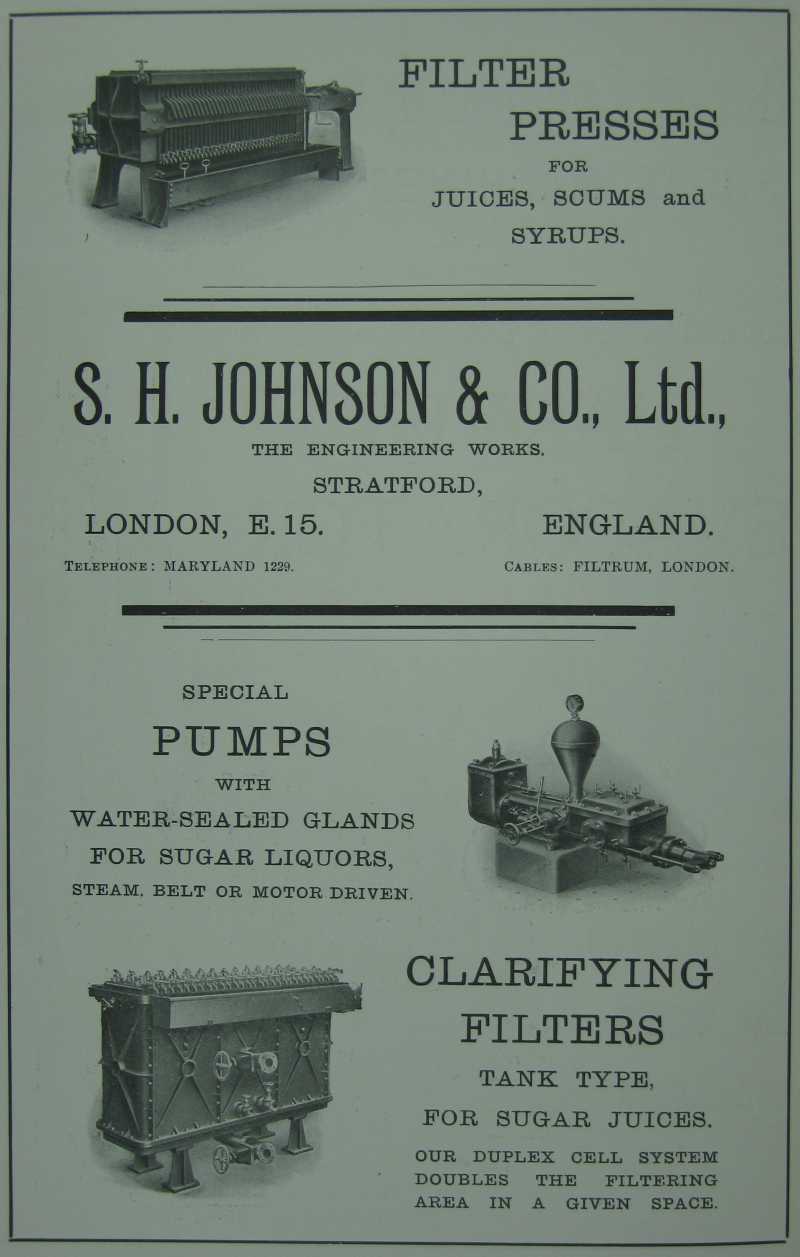 FILTER
PRESSES
FOR
JUICES, SCUMS and
SYRUPS.
S. H. JOHNSON & CO., Ltd.,
THE ENGINEERING WORKS.
STRATFORD,
LONDON, E. 15. ENGLAND.
TELEPHONE: MARYLAND 1229. CABLES: FILTRUM, LONDON.
SPECIAL
PUMPS
WITH
WATER-SEALED GLANDS
FOR SUGAR LIQUORS,
STEAM, BELT OR MOTOR DRIVEN.
CLARIFYING
FILTERS
TANK TYPE,
FOR SUGAR JUICES.
OUR DUPLEX CELL SYSTEM
DOUBLES THE FILTERING
AREA IN A GIVEN SPACE.